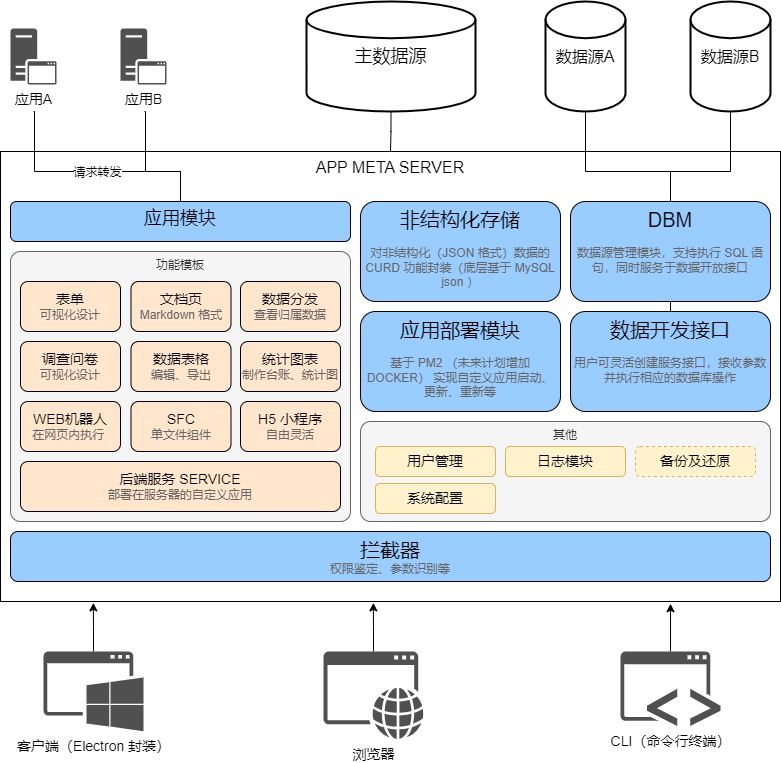 主数据源
数据源A
数据源B
应用A
应用B
请求转发
APP META SERVER
应用模块
功能模板
表单
可视化设计
文档页
Markdown 格式
数据分发
查看归属数据
调查问卷
可视化设计
数据表格
编辑、导出
统计图表
制作台账、统计图
WEB机器人
在网页内执行
SFC
单文件组件
H5 小程序
自由灵活
后端服务 SERVICE
部署在服务器的自定义应用
非结构化存储
对非结构化（JSON 格式）数据的
CURD 功能封装（底层基于 MySQL
json ）
DBM
数据源管理模块，支持执行 SQL 语
句，同时服务于数据开放接口
应用部署模块
基于 PM2 （未来计划增加
DOCKER） 实现自定义应用启动、
更新、重新等
数据开发接口
用户可灵活创建服务接口，接收参数
并执行相应的数据库操作
其他
用户管理
日志模块
备份及还原
系统配置
拦截器
权限鉴定、参数识别等
客户端（Electron 封装）
浏览器
CLI（命令行终端）